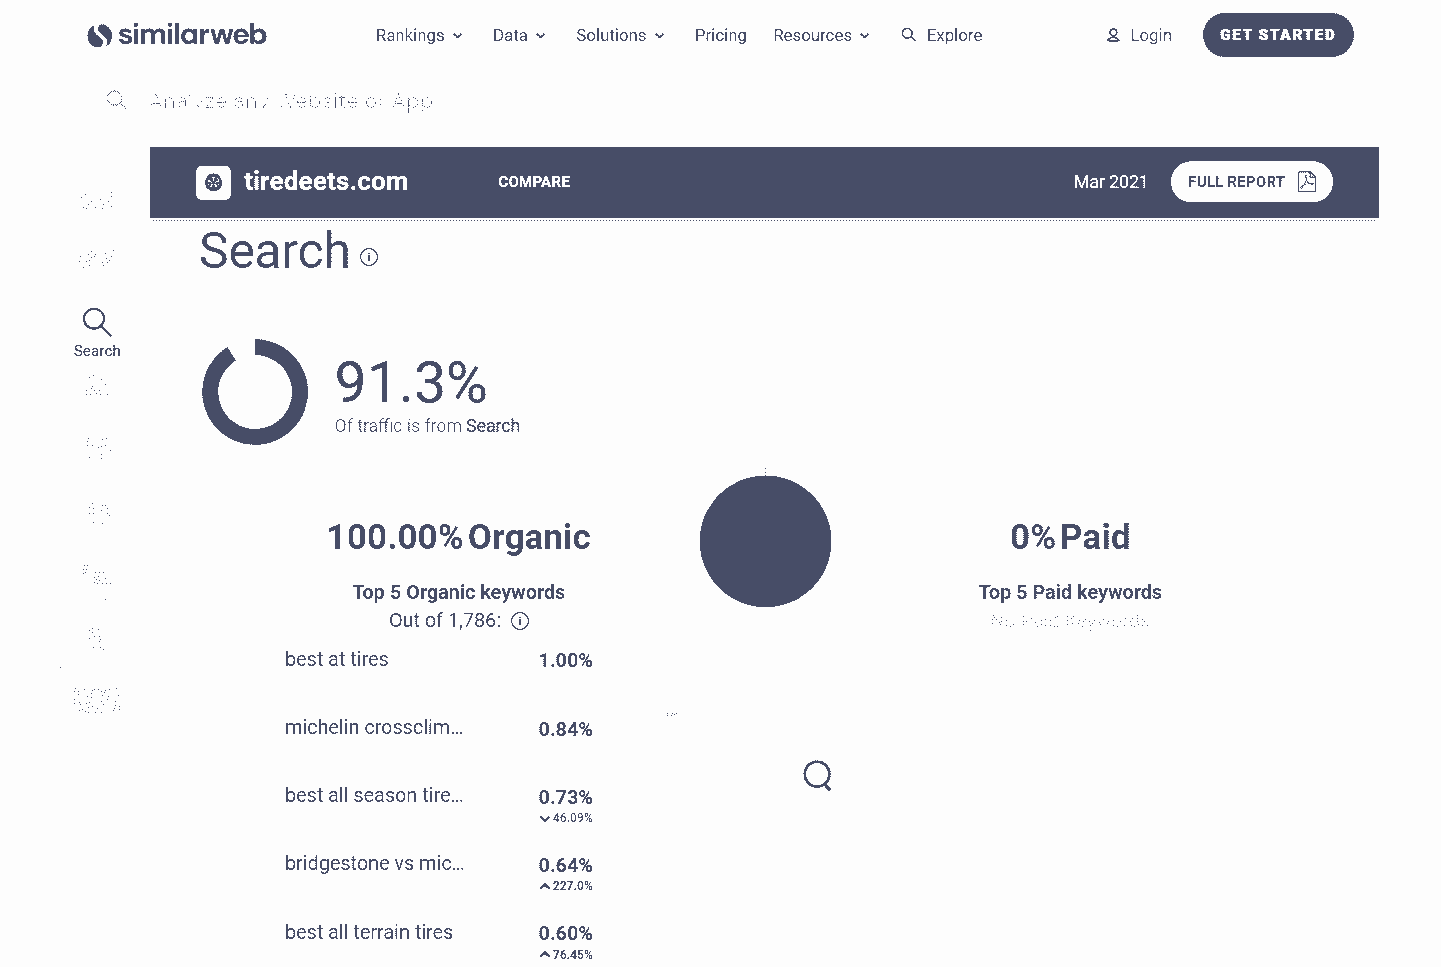 similarweb
Rankings Data Solutions Pricing Resources Explore Login GET STARTED
Analyze any Website or App
tiredeets.com COMPARE Mar 2021 FULL REPORT
Search
Search
91.3%
Of traffic is from Search
100.00% Organic
0% Paid
Top 5 Organic keywords
Top 5 Paid keywords
Out of 1,786:
No Paid Keywords
best at tires 1.00%
michelin crossclim... 0.84%
best all season tire... 0.73%
46.09%
bridgestone vs mic... 0.64%
227.0%
best all terrain tires 0.60%
76.45%